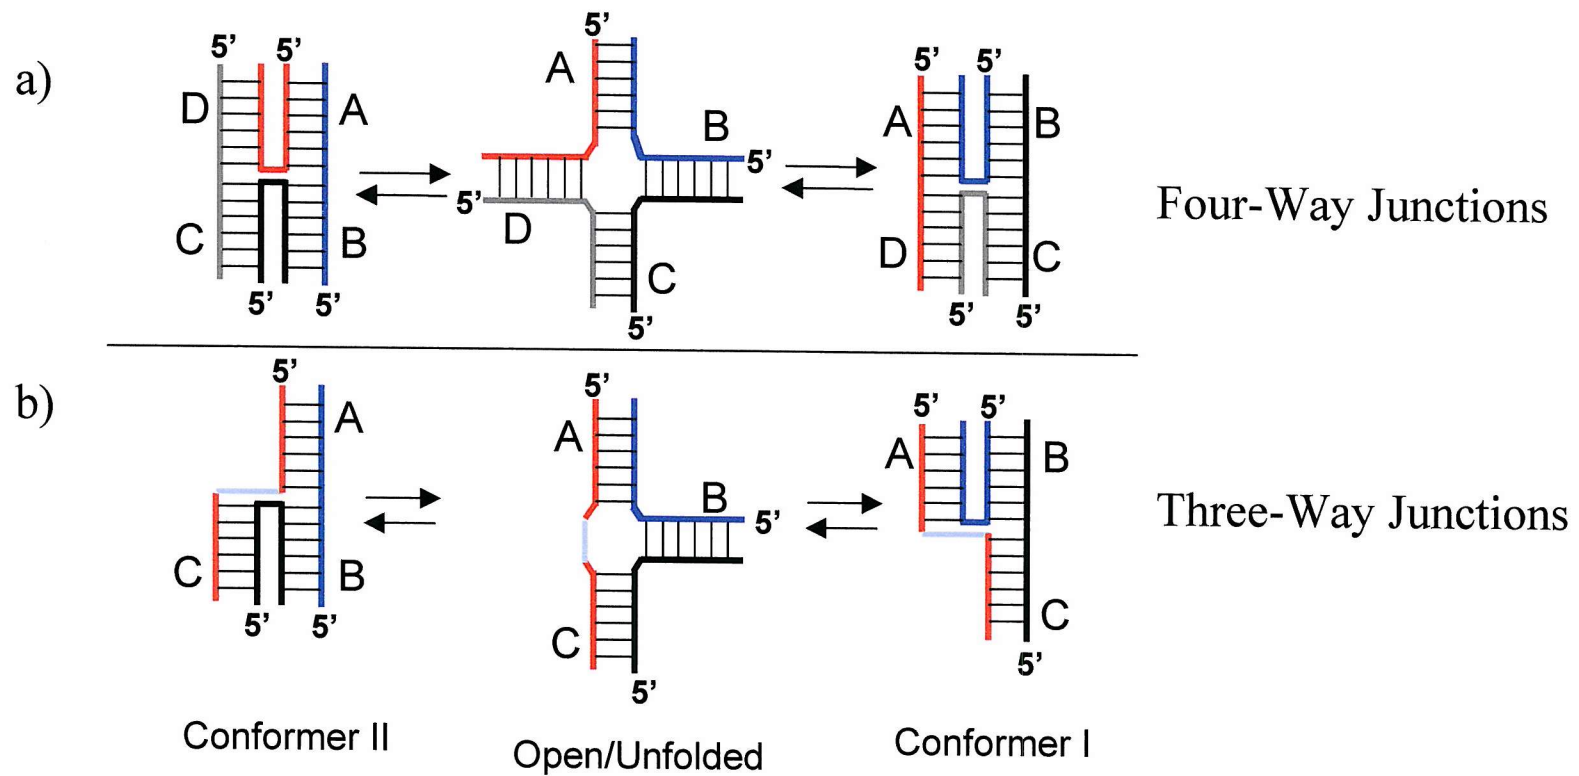 a)
5' 5' 5' 5' 5'
D A A B A B
5'
5'
Four-Way Junctions
C B D C D C
5' 5' 5' 5' 5'
b)
5' 5' 5' 5'
A A A B
B 5'
Three-Way Junctions
C B C C
5' 5' 5' 5'
Conformer II Open/Unfolded Conformer I